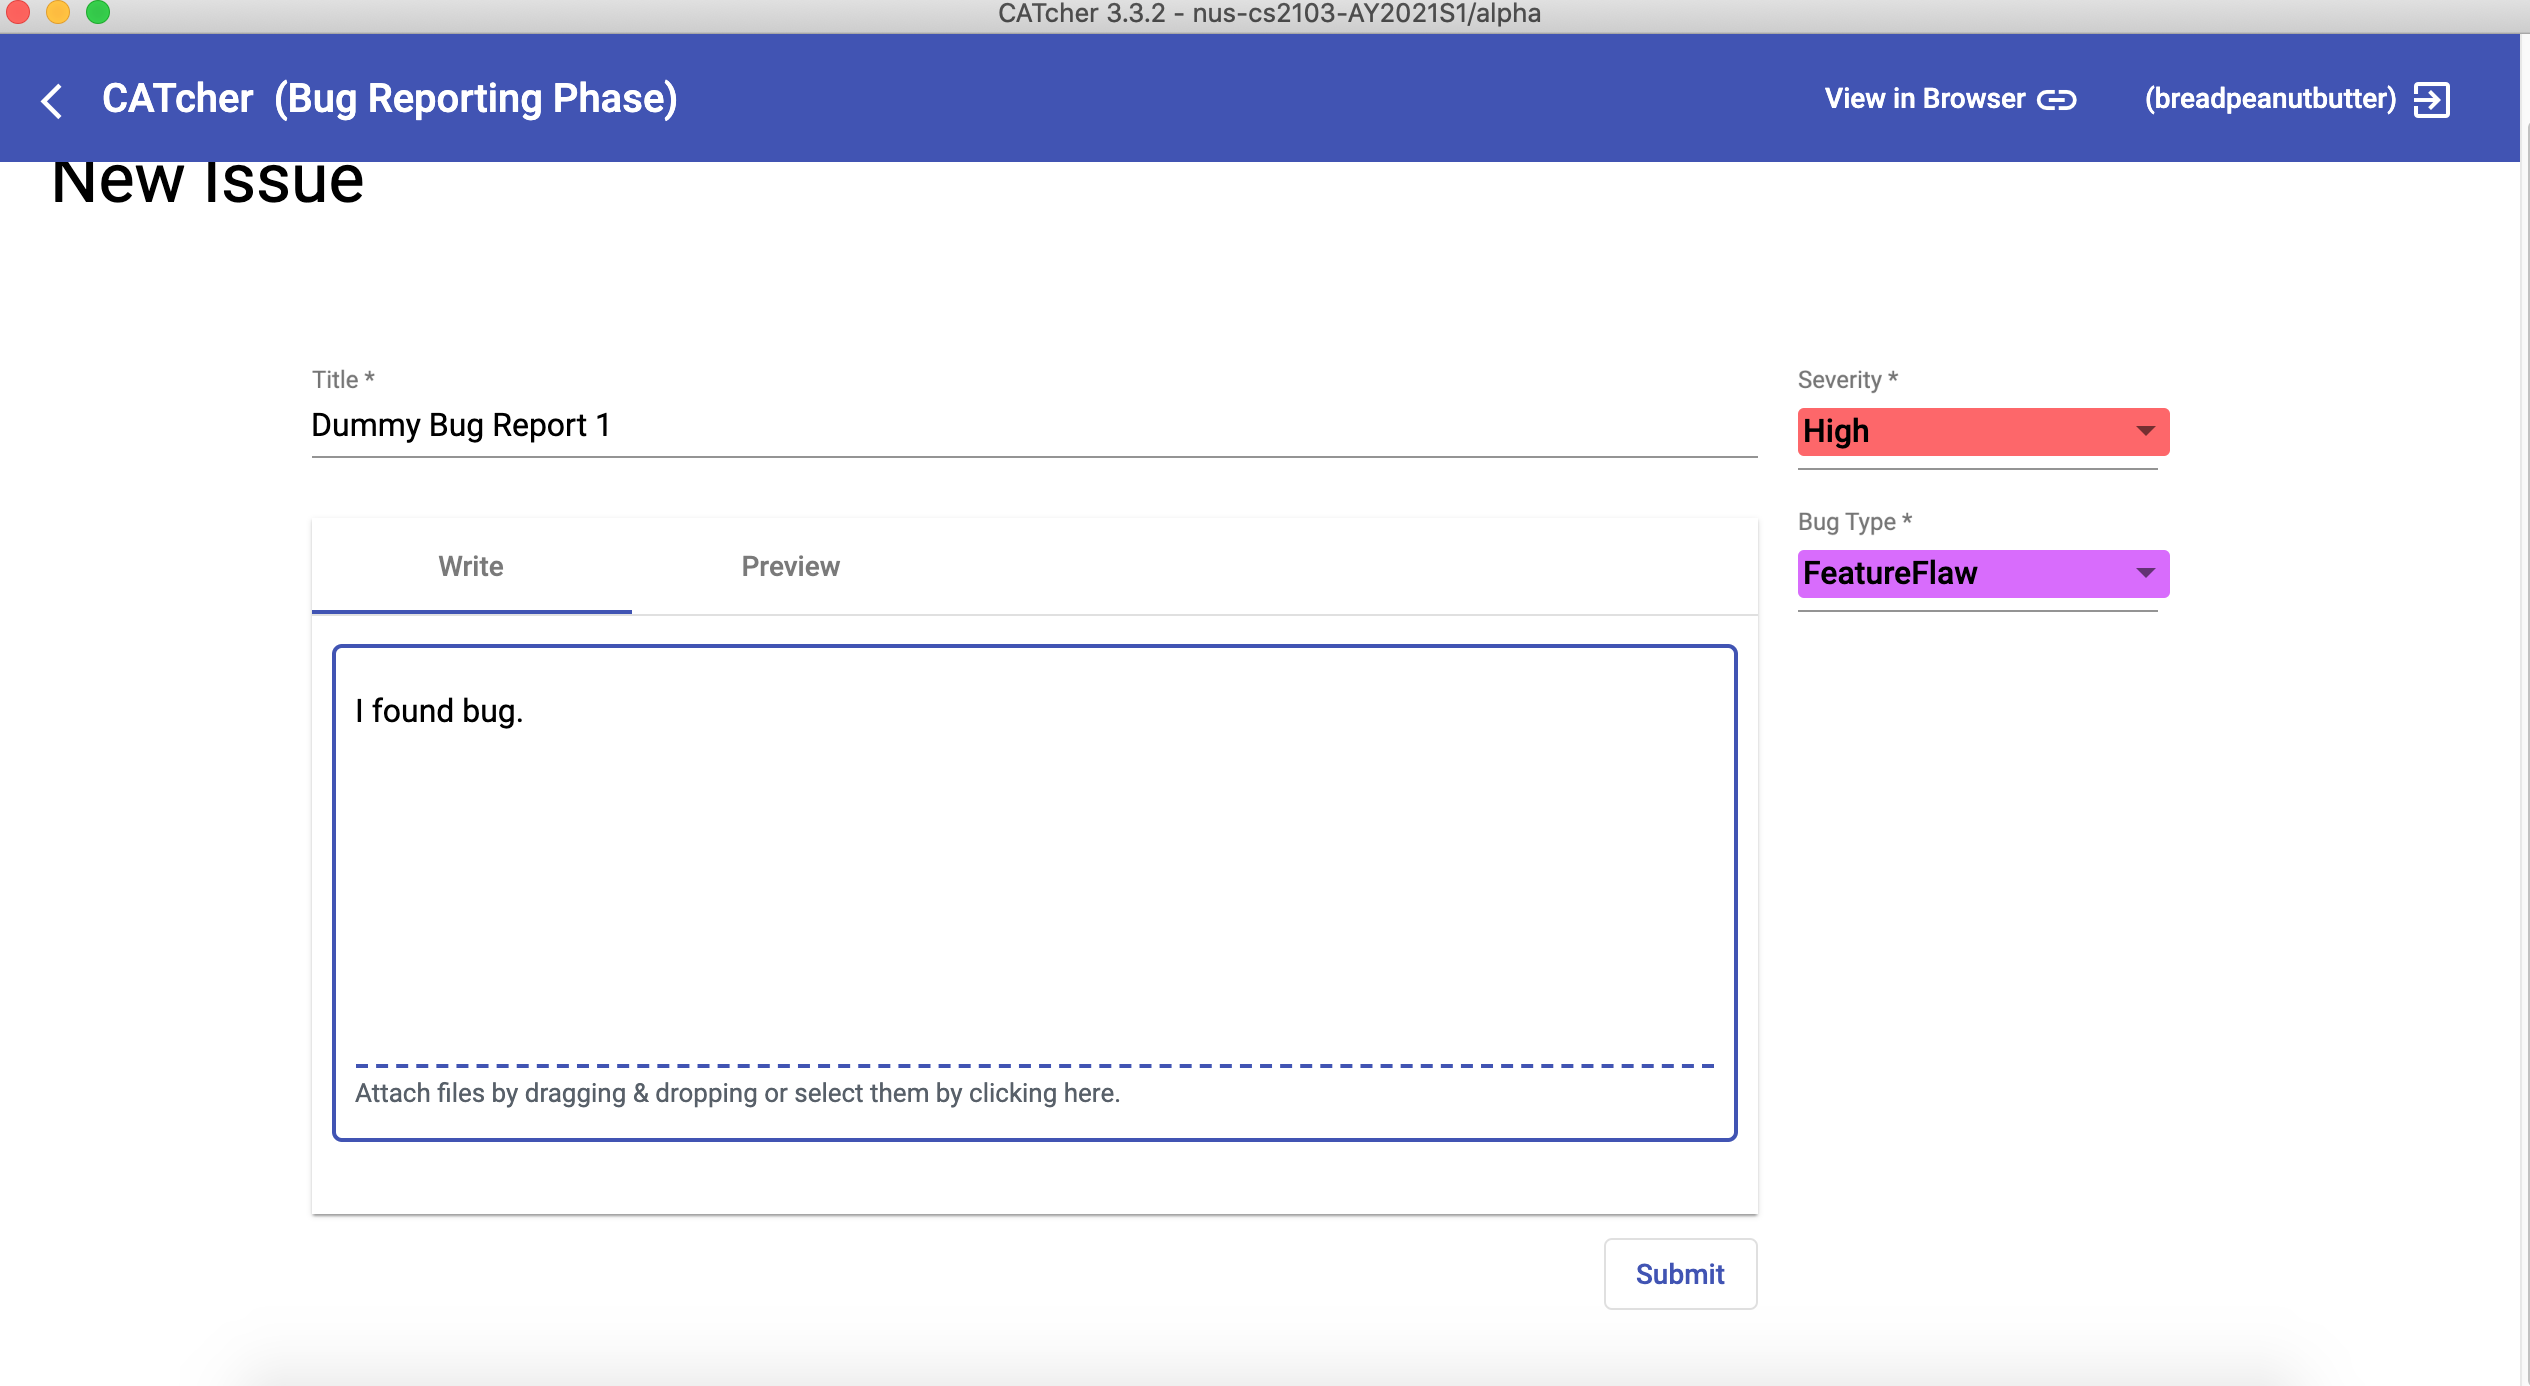 CATcher 3.3.2 - nus-cs2103-AY2021S1/alpha
CATcher (Bug Reporting Phase)
View in Browser
(breadpeanutbutter)
New Issue
Title *
Dummy Bug Report 1
Severity *
High
Bug Type *
FeatureFlaw
Write
Preview
I found bug.
Attach files by dragging & dropping or select them by clicking here.
Submit